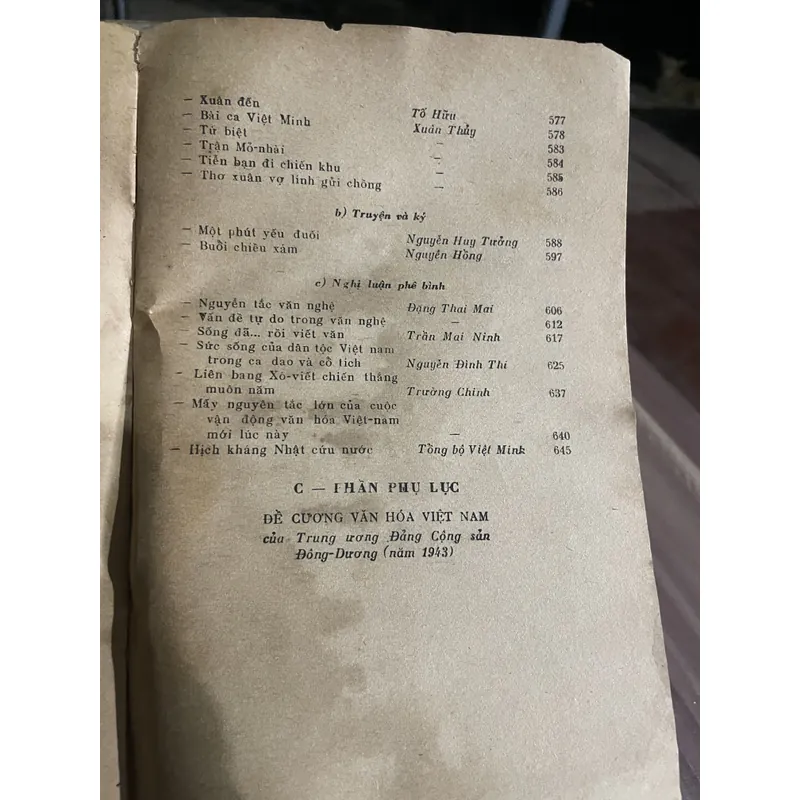 — Xuân đến Tố Hữu 577
— Bài ca Việt Minh Xuân Thủy 578
— Từ biệt — 583
— Trận Mỏ-nhài — 584
— Tiễn bạn đi chiến khu — 585
— Thơ xuân vợ lính gửi chồng — 586
b) Truyện và ký
— Một phút yếu đuối Nguyễn Huy Tưởng 588
— Buổi chiều xám Nguyên Hồng 597
c) Nghị luận phê bình
— Nguyên tắc văn nghệ Đặng Thai Mai 606
— Vấn đề tự do trong văn nghệ — 612
— Sống đã... rồi viết văn Trần Mai Ninh 617
— Sức sống của dân tộc Việt nam
trong ca dao và cổ tích Nguyễn Đình Thi 625
— Liên bang Xô-viết chiến thắng
muôn năm Trường Chinh 637
— Mấy nguyên tắc lớn của cuộc
vận động văn hóa Việt-nam
mới lúc này — 640
— Hịch kháng Nhật cứu nước Tổng bộ Việt Mink 645
C — PHẦN PHỤ LỤC
ĐỀ CƯƠNG VĂN HÓA VIỆT NAM
của Trung ương Đảng Cộng sản
Đông-Dương (năm 1943)